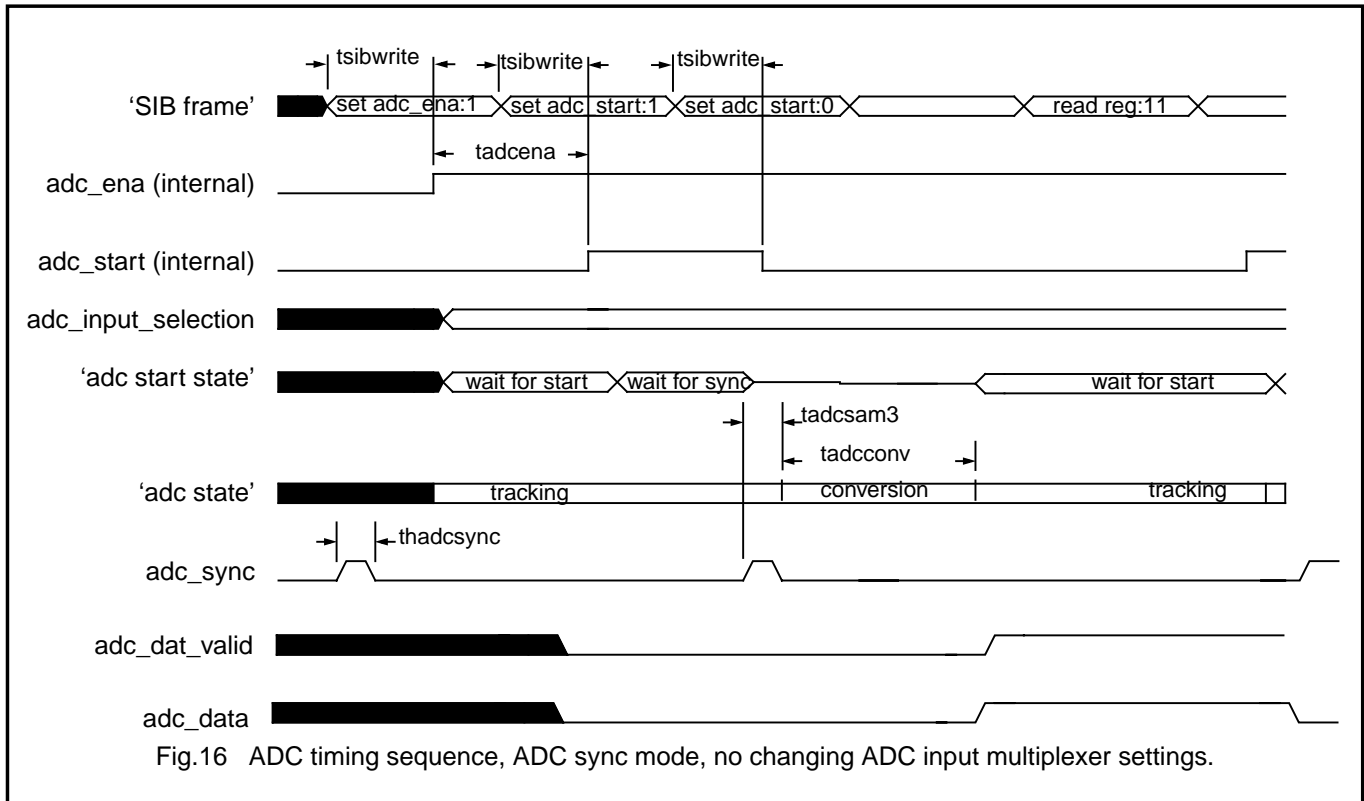 tsibwrite tsibwrite tsibwrite
'SIB frame' set adc_ena:1 set adc_start:1 set adc_start:0 read reg:11
tadcena
adc_ena (internal)
adc_start (internal)
adc_input_selection
'adc start state' wait for start wait for sync wait for start
tadcsam3
tadcconv
'adc state' tracking conversion tracking
thadcsync
adc_sync
adc_dat_valid
adc_data
Fig.16 ADC timing sequence, ADC sync mode, no changing ADC input multiplexer settings.